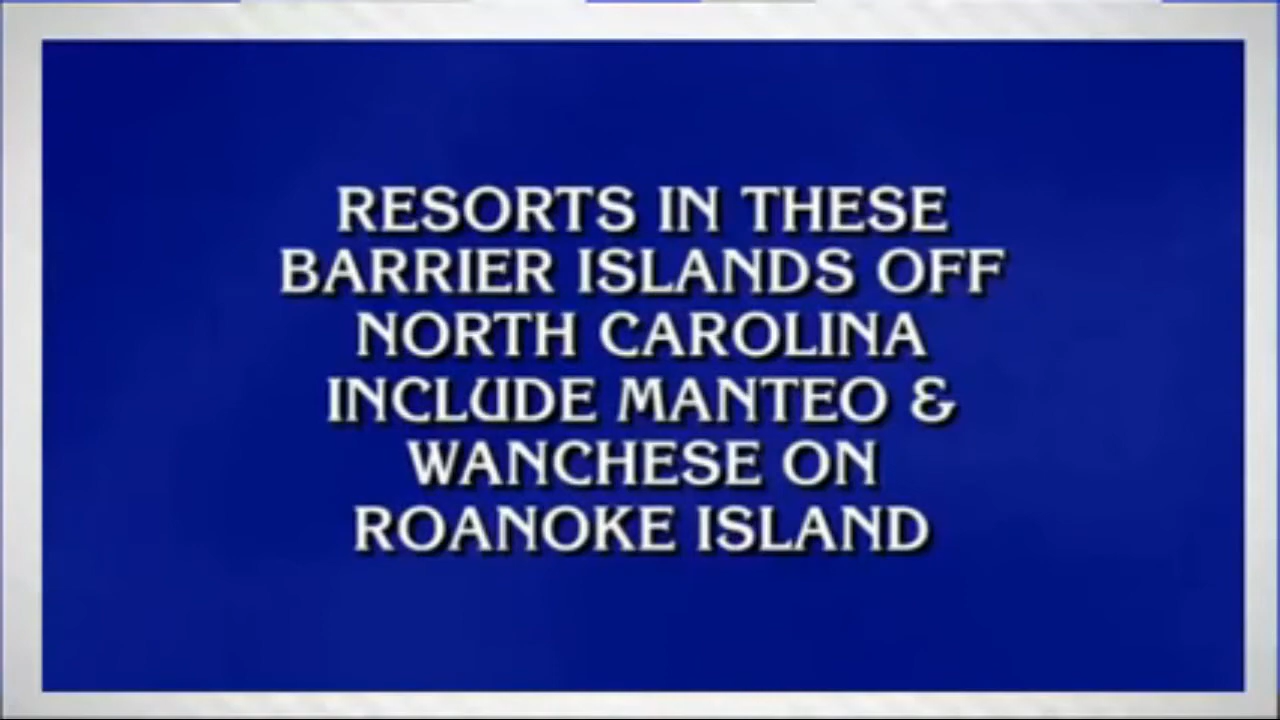 RESORTS IN THESE
BARRIER ISLANDS OFF
NORTH CAROLINA
INCLUDE MANTEO &
WANCHESE ON
ROANOKE ISLAND